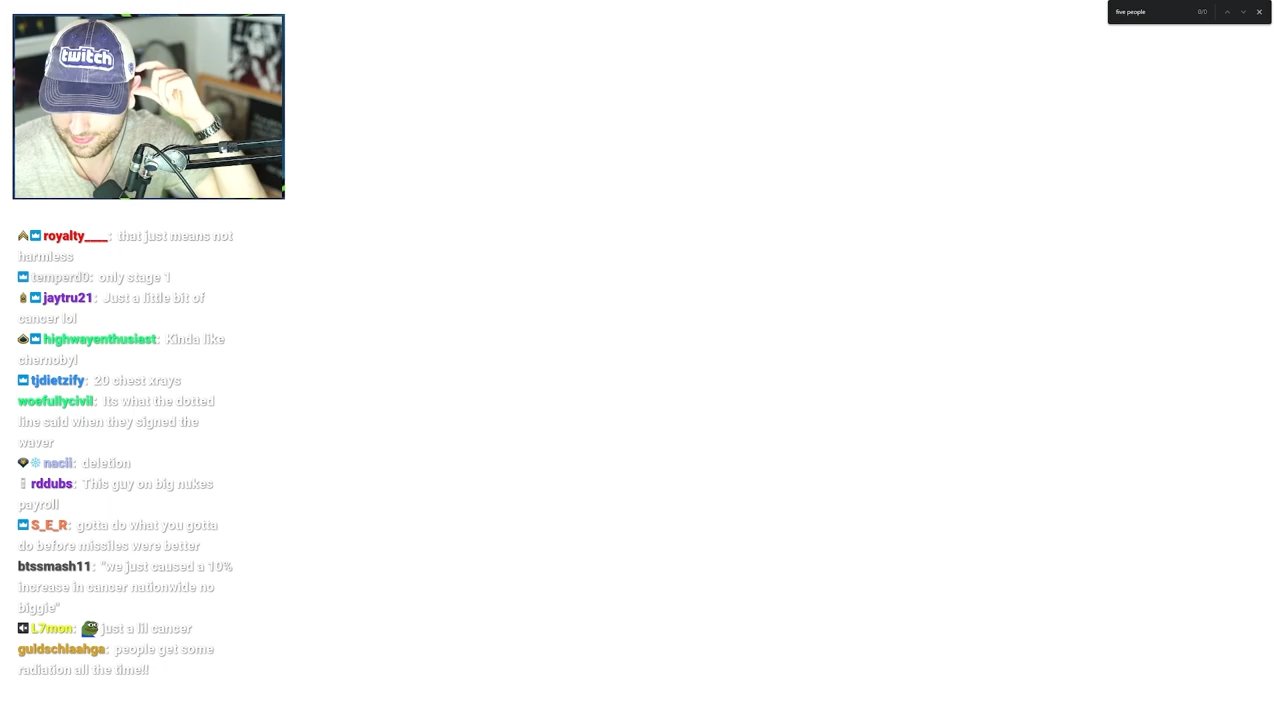 five people 0/0
twitch
royalty____: that just means not
harmless
temperd0: only stage 1
jaytru21: Just a little bit of
cancer lol
highwayenthusiast: Kinda like
chernobyl
tjdietzify: 20 chest xrays
woefullycivil: Its what the dotted
line said when they signed the
waver
nacii: deletion
rddubs: This guy on big nukes
payroll
S_E_R: gotta do what you gotta
do before missiles were better
btssmash11: "we just caused a 10%
increase in cancer nationwide no
biggie"
L7mon: just a lil cancer
guldschlaahga: people get some
radiation all the time!!